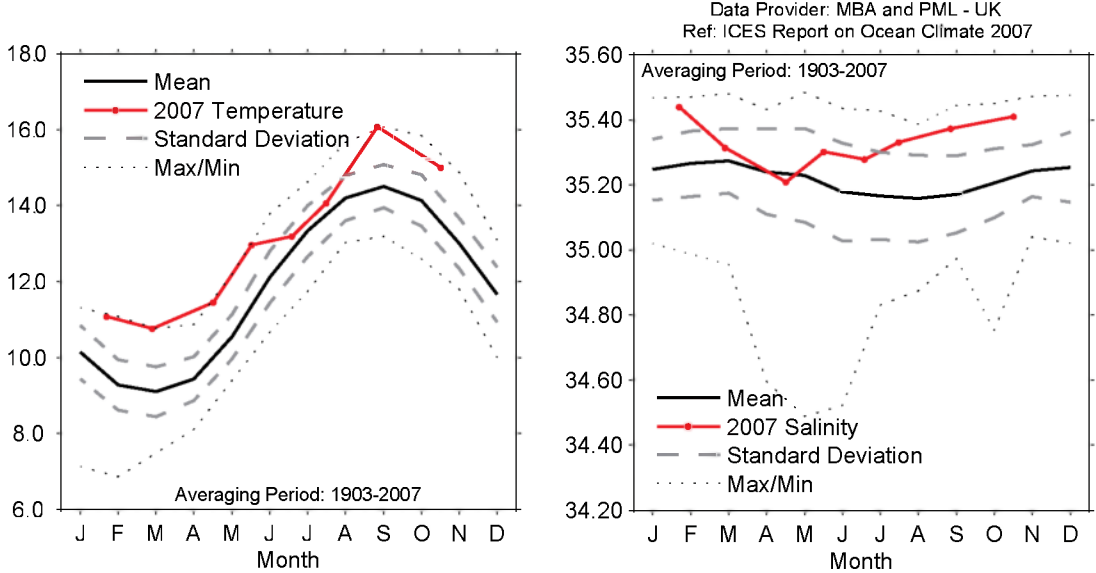 Data Provider: MBA and PML - UK
Ref: ICES Report on Ocean Climate 2007
18.0
16.0
14.0
12.0
10.0
8.0
6.0
Mean
2007 Temperature
Standard Deviation
Max/Min
Averaging Period: 1903-2007
J F M A M J J A S O N D
Month
35.60
35.40
35.20
35.00
34.80
34.60
34.40
34.20
Averaging Period: 1903-2007
Mean
2007 Salinity
Standard Deviation
Max/Min
J F M A M J J A S O N D
Month